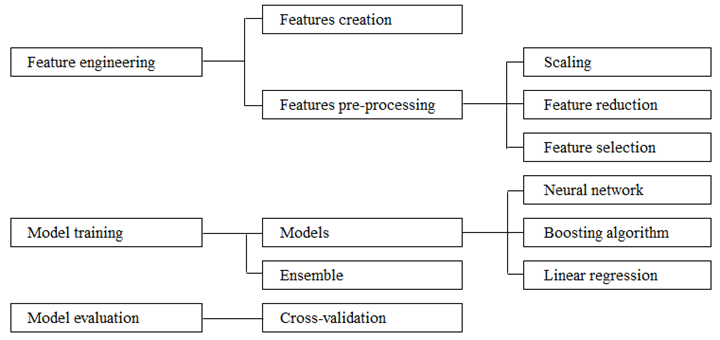 Features creation
Feature engineering
Scaling
Features pre-processing
Feature reduction
Feature selection
Neural network
Model training
Models
Boosting algorithm
Ensemble
Linear regression
Model evaluation
Cross-validation